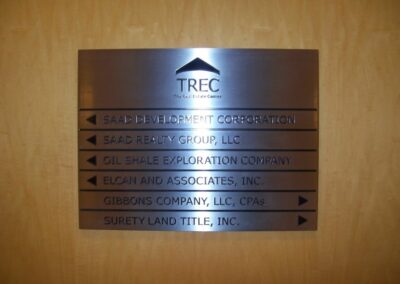 TREC
The Real Estate Center
SAAD DEVELOPMENT CORPORATION
SAAD REALTY GROUP, LLC
OIL SHALE EXPLORATION COMPANY
ELCAN AND ASSOCIATES, INC.
GIBBONS COMPANY, LLC, CPAs
SURETY LAND TITLE, INC.